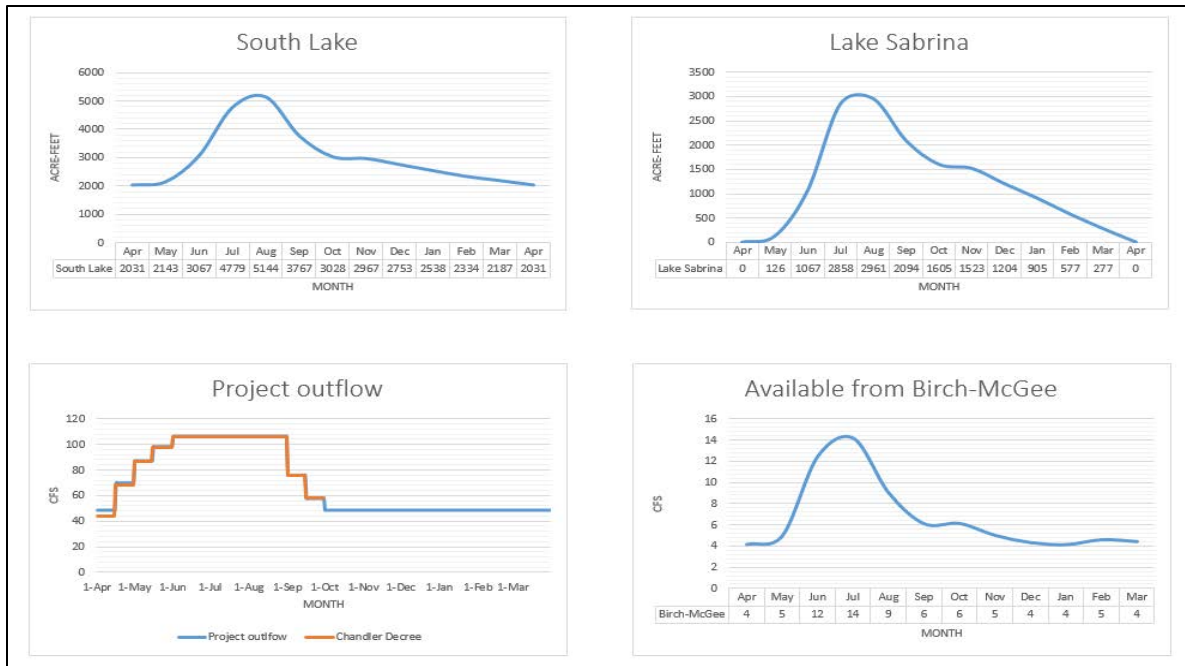 South Lake
6000
5000
4000
3000
2000
1000
0
ACRE-FEET
Apr May Jun Jul Aug Sep Oct Nov Dec Jan Feb Mar Apr
South Lake 2031 2143 3067 4779 5144 3767 3028 2967 2753 2538 2334 2187 2031
MONTH
Lake Sabrina
3500
3000
2500
2000
1500
1000
500
0
ACRE-FEET
Apr May Jun Jul Aug Sep Oct Nov Dec Jan Feb Mar Apr
Lake Sabrina 0 126 1067 2858 2961 2094 1605 1523 1204 905 577 277 0
MONTH
Project outflow
120
100
80
60
40
20
0
CFS
1-Apr 1-May 1-Jun 1-Jul 1-Aug 1-Sep 1-Oct 1-Nov 1-Dec 1-Jan 1-Feb 1-Mar
MONTH
Project outlfow Chandler Decree
Available from Birch-McGee
16
14
12
10
8
6
4
2
0
CFS
Apr May Jun Jul Aug Sep Oct Nov Dec Jan Feb Mar
Birch-McGee 4 5 12 14 9 6 6 5 4 4 5 4
MONTH